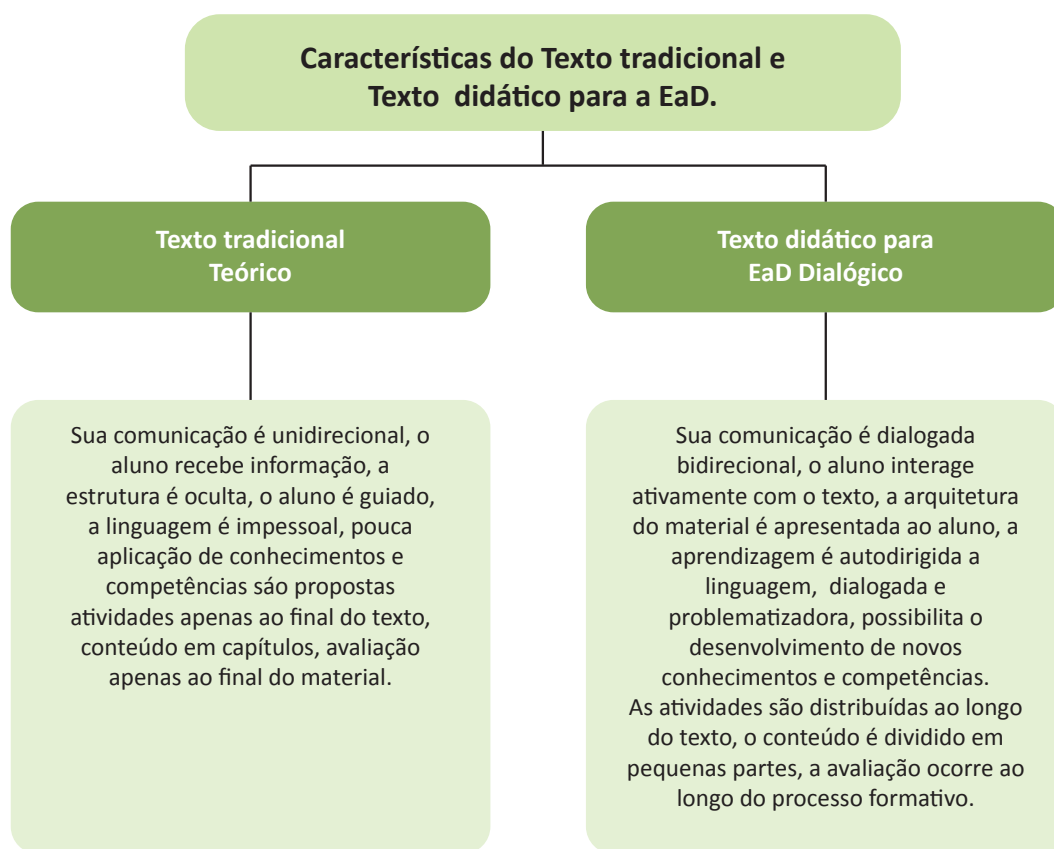 Características do Texto tradicional e
Texto didático para a EaD.
Texto tradicional
Teórico
Sua comunicação é unidirecional, o
aluno recebe informação, a
estrutura é oculta, o aluno é guiado,
a linguagem é impessoal, pouca
aplicação de conhecimentos e
competências sáo propostas
atividades apenas ao final do texto,
conteúdo em capítulos, avaliação
apenas ao final do material.
Texto didático para
EaD Dialógico
Sua comunicação é dialogada
bidirecional, o aluno interage
ativamente com o texto, a arquitetura
do material é apresentada ao aluno, a
aprendizagem é autodirigida a
linguagem, dialogada e
problematizadora, possibilita o
desenvolvimento de novos
conhecimentos e competências.
As atividades são distribuídas ao longo
do texto, o conteúdo é dividido em
pequenas partes, a avaliação ocorre ao
longo do processo formativo.